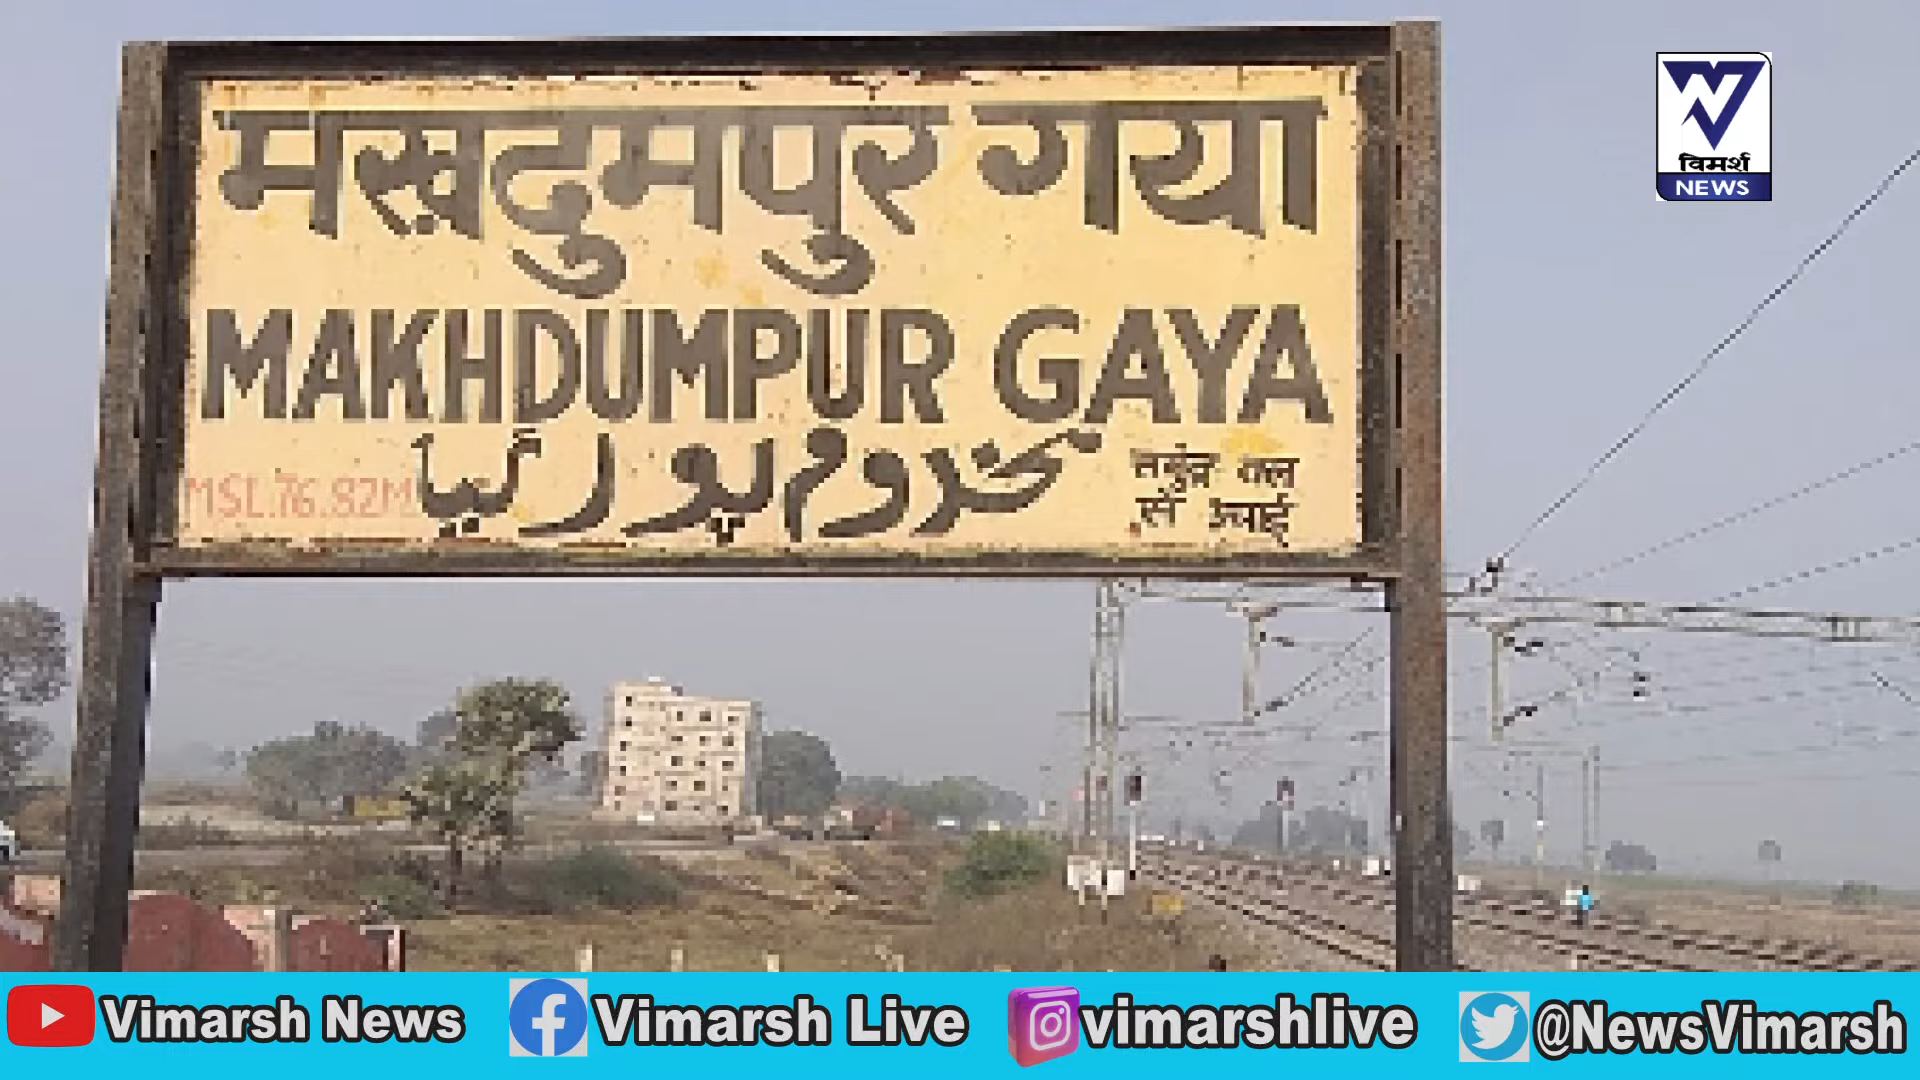 मखदुमपुर गया
MAKHDUMPUR GAYA
مخدوم پور گیا
MSL.76.82M
समुंद्र तल
से ऊचाई
विमर्श
NEWS
Vimarsh News
Vimarsh Live
vimarshlive
@NewsVimarsh